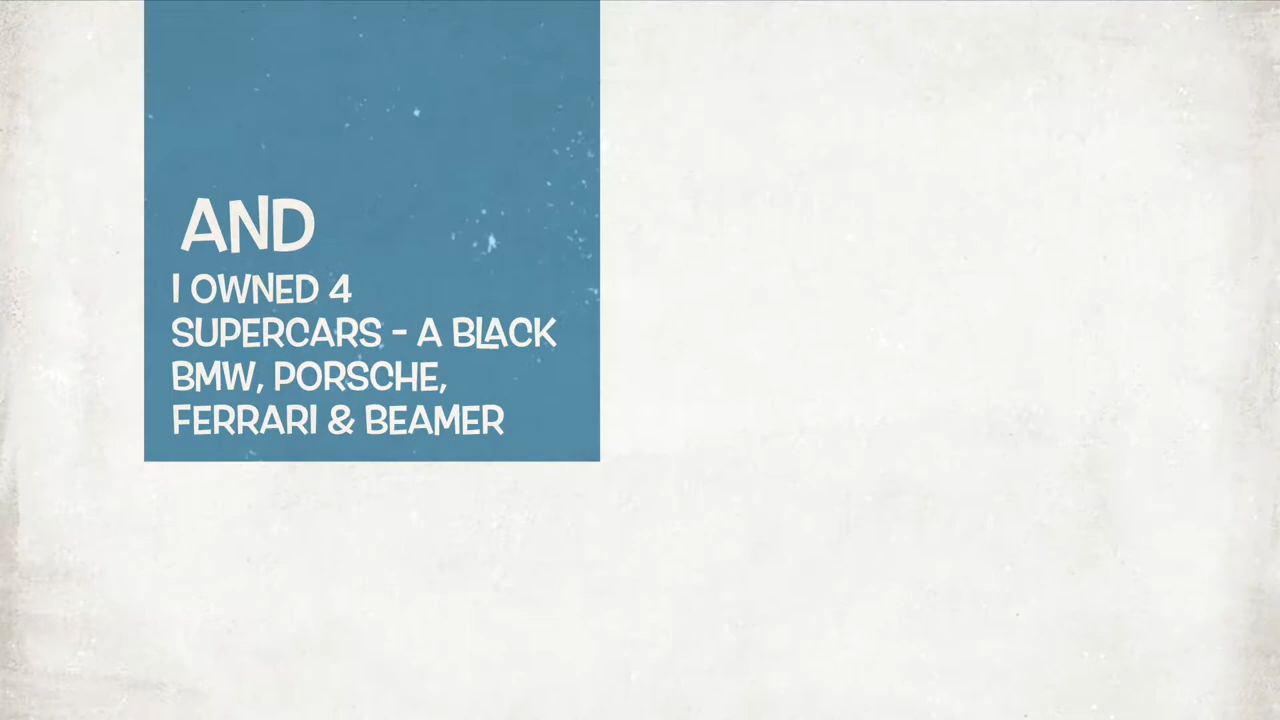 AND
I OWNED 4
SUPERCARS - A BLACK
BMW, PORSCHE,
FERRARI & BEAMER